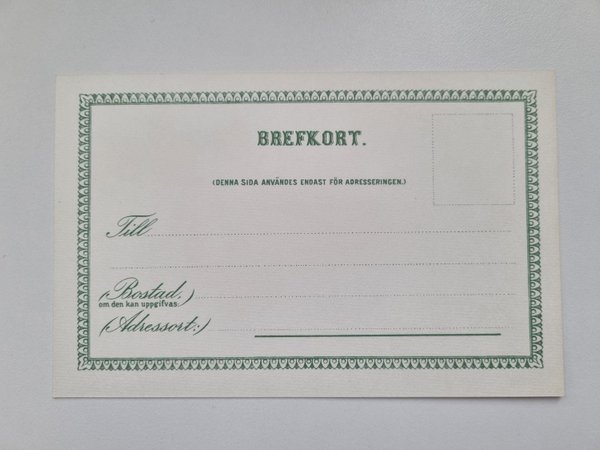 BREFKORT.
(DENNA SIDA ANVÄNDES ENDAST FÖR ADRESSERINGEN.)
Till
(Bostad:)
om den kan uppgifvas:
(Adressort:)